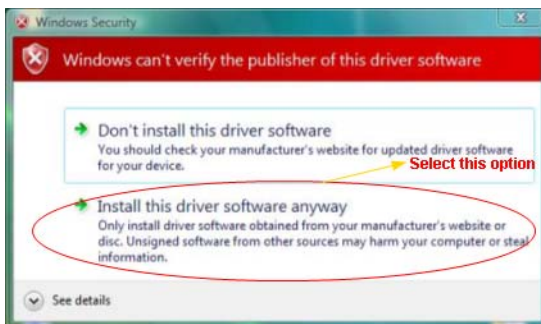 Windows Security
Windows can't verify the publisher of this driver software
Don't install this driver software
You should check your manufacturer's website for updated driver software
for your device.
Select this option
Install this driver software anyway
Only install driver software obtained from your manufacturer's website or
disc. Unsigned software from other sources may harm your computer or steal
information.
See details